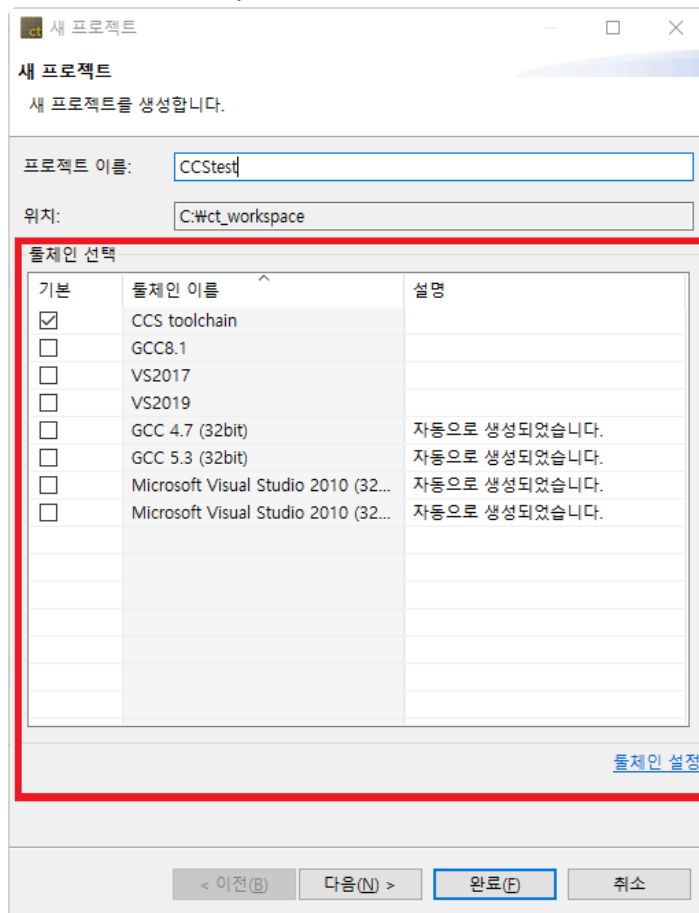 ct 새 프로젝트
새 프로젝트
새 프로젝트를 생성합니다.
프로젝트 이름: CCStest
위치: C:₩ct_workspace
툴체인 선택
기본 툴체인 이름 설명
CCS toolchain
GCC8.1
VS2017
VS2019
GCC 4.7 (32bit) 자동으로 생성되었습니다.
GCC 5.3 (32bit) 자동으로 생성되었습니다.
Microsoft Visual Studio 2010 (32... 자동으로 생성되었습니다.
Microsoft Visual Studio 2010 (32... 자동으로 생성되었습니다.
툴체인 설정
< 이전(B) 다음(N) > 완료(F) 취소